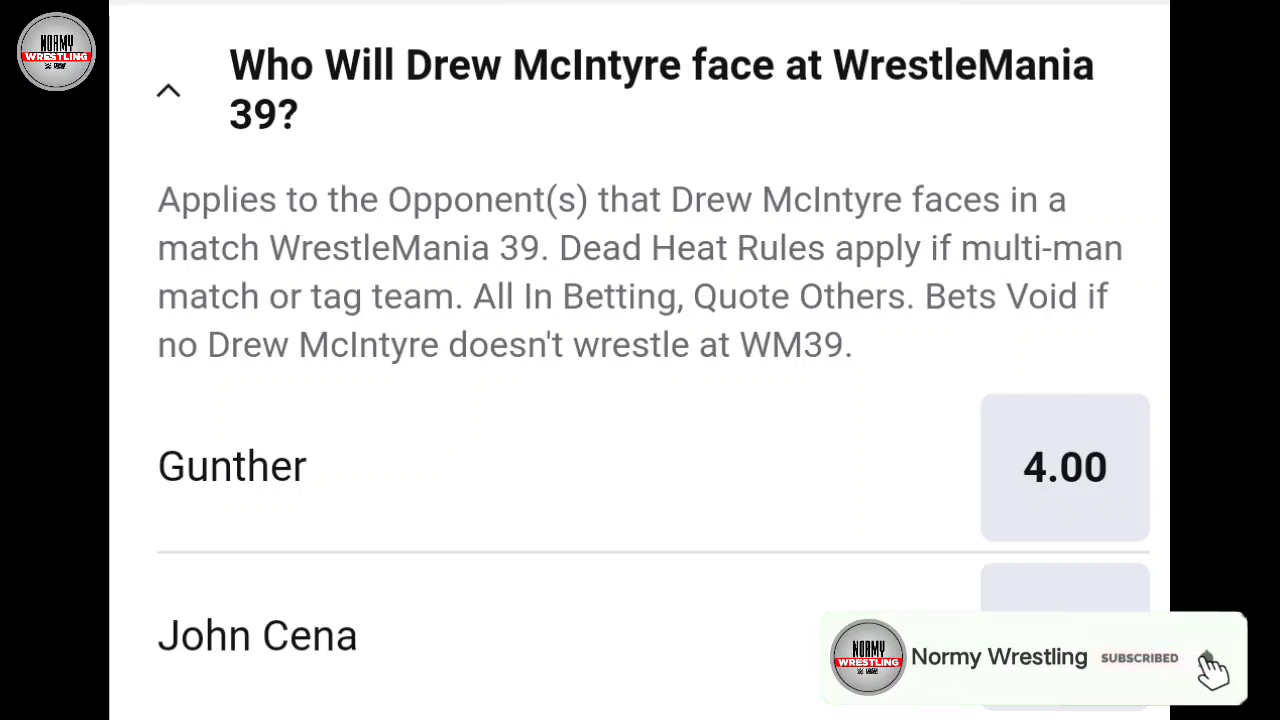 NORMY
WRESTLING
Who Will Drew McIntyre face at WrestleMania
39?
Applies to the Opponent(s) that Drew McIntyre faces in a
match WrestleMania 39. Dead Heat Rules apply if multi-man
match or tag team. All In Betting, Quote Others. Bets Void if
no Drew McIntyre doesn't wrestle at WM39.
Gunther
4.00
John Cena
NORMY
WRESTLING
Normy Wrestling
SUBSCRIBED